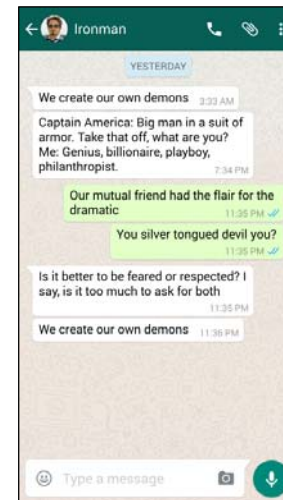 Ironman
YESTERDAY
We create our own demons 3:33 AM
Captain America: Big man in a suit of
armor. Take that off, what are you?
Me: Genius, billionaire, playboy,
philanthropist. 7:34 PM
Our mutual friend had the flair for the
dramatic
11:35 PM
You silver tongued devil you?
11:35 PM
Is it better to be feared or respected? I
say, is it too much to ask for both
11:35 PM
We create our own demons 11:36 PM
Type a message